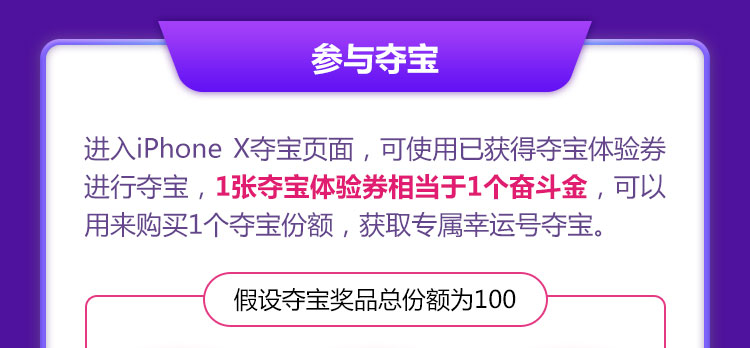 参与夺宝
进入iPhone X夺宝页面，可使用已获得夺宝体验券
进行夺宝，1张夺宝体验券相当于1个奋斗金，可以
用来购买1个夺宝份额，获取专属幸运号夺宝。
假设夺宝奖品总份额为100